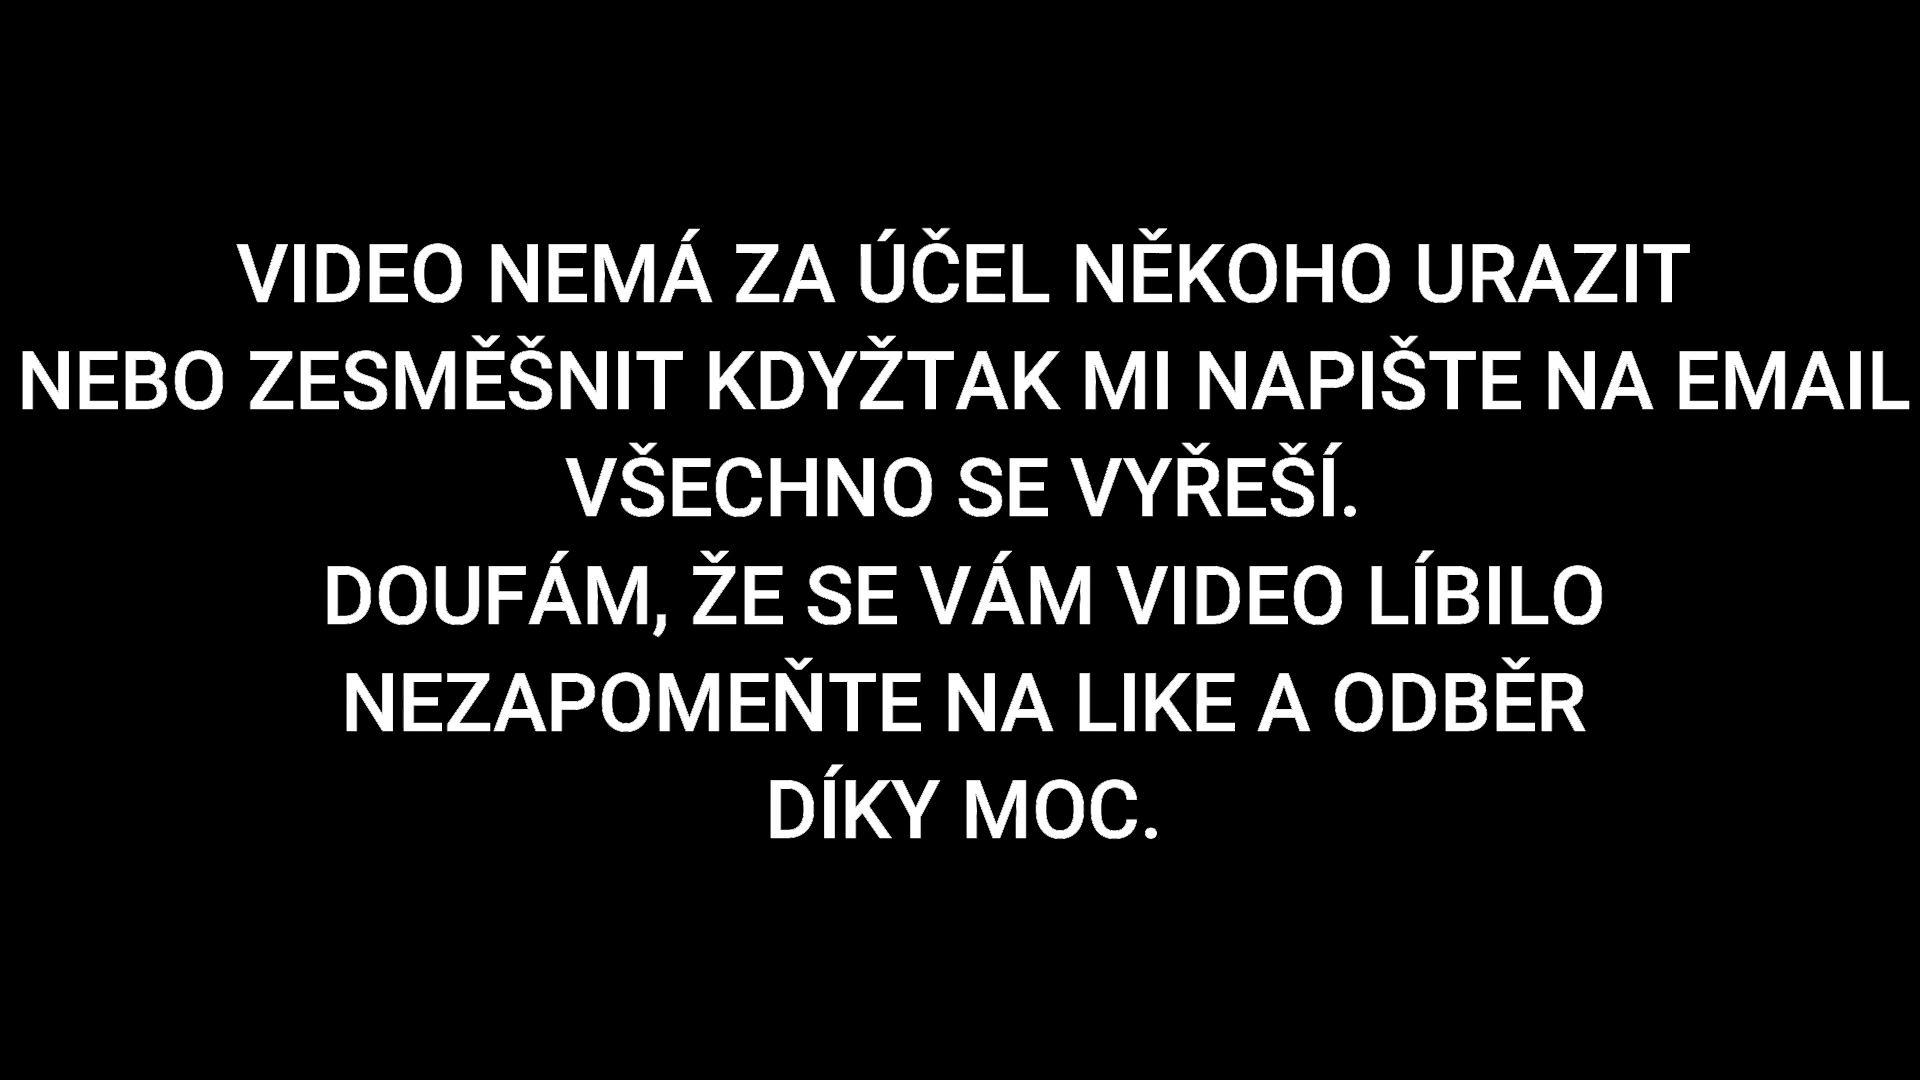 VIDEO NEMÁ ZA ÚČEL NĚKOHO URAZIT
NEBO ZESMĚŠNIT KDYŽTAK MI NAPIŠTE NA EMAIL
VŠECHNO SE VYŘEŠÍ.
DOUFÁM, ŽE SE VÁM VIDEO LÍBILO
NEZAPOMEŇTE NA LIKE A ODBĚR
DÍKY MOC.